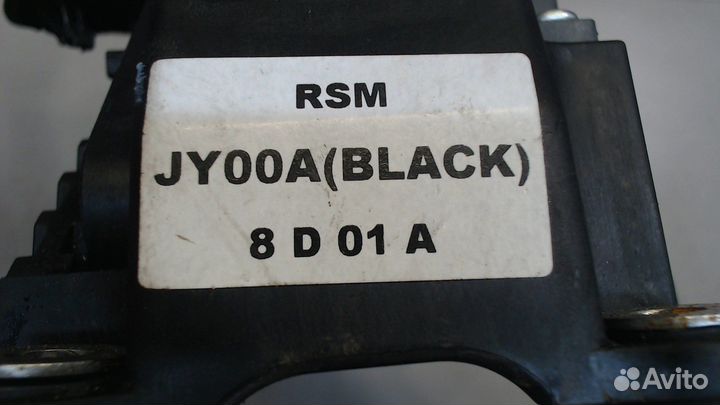 RSM
JY00A(BLACK)
8 D 01 A
Avito